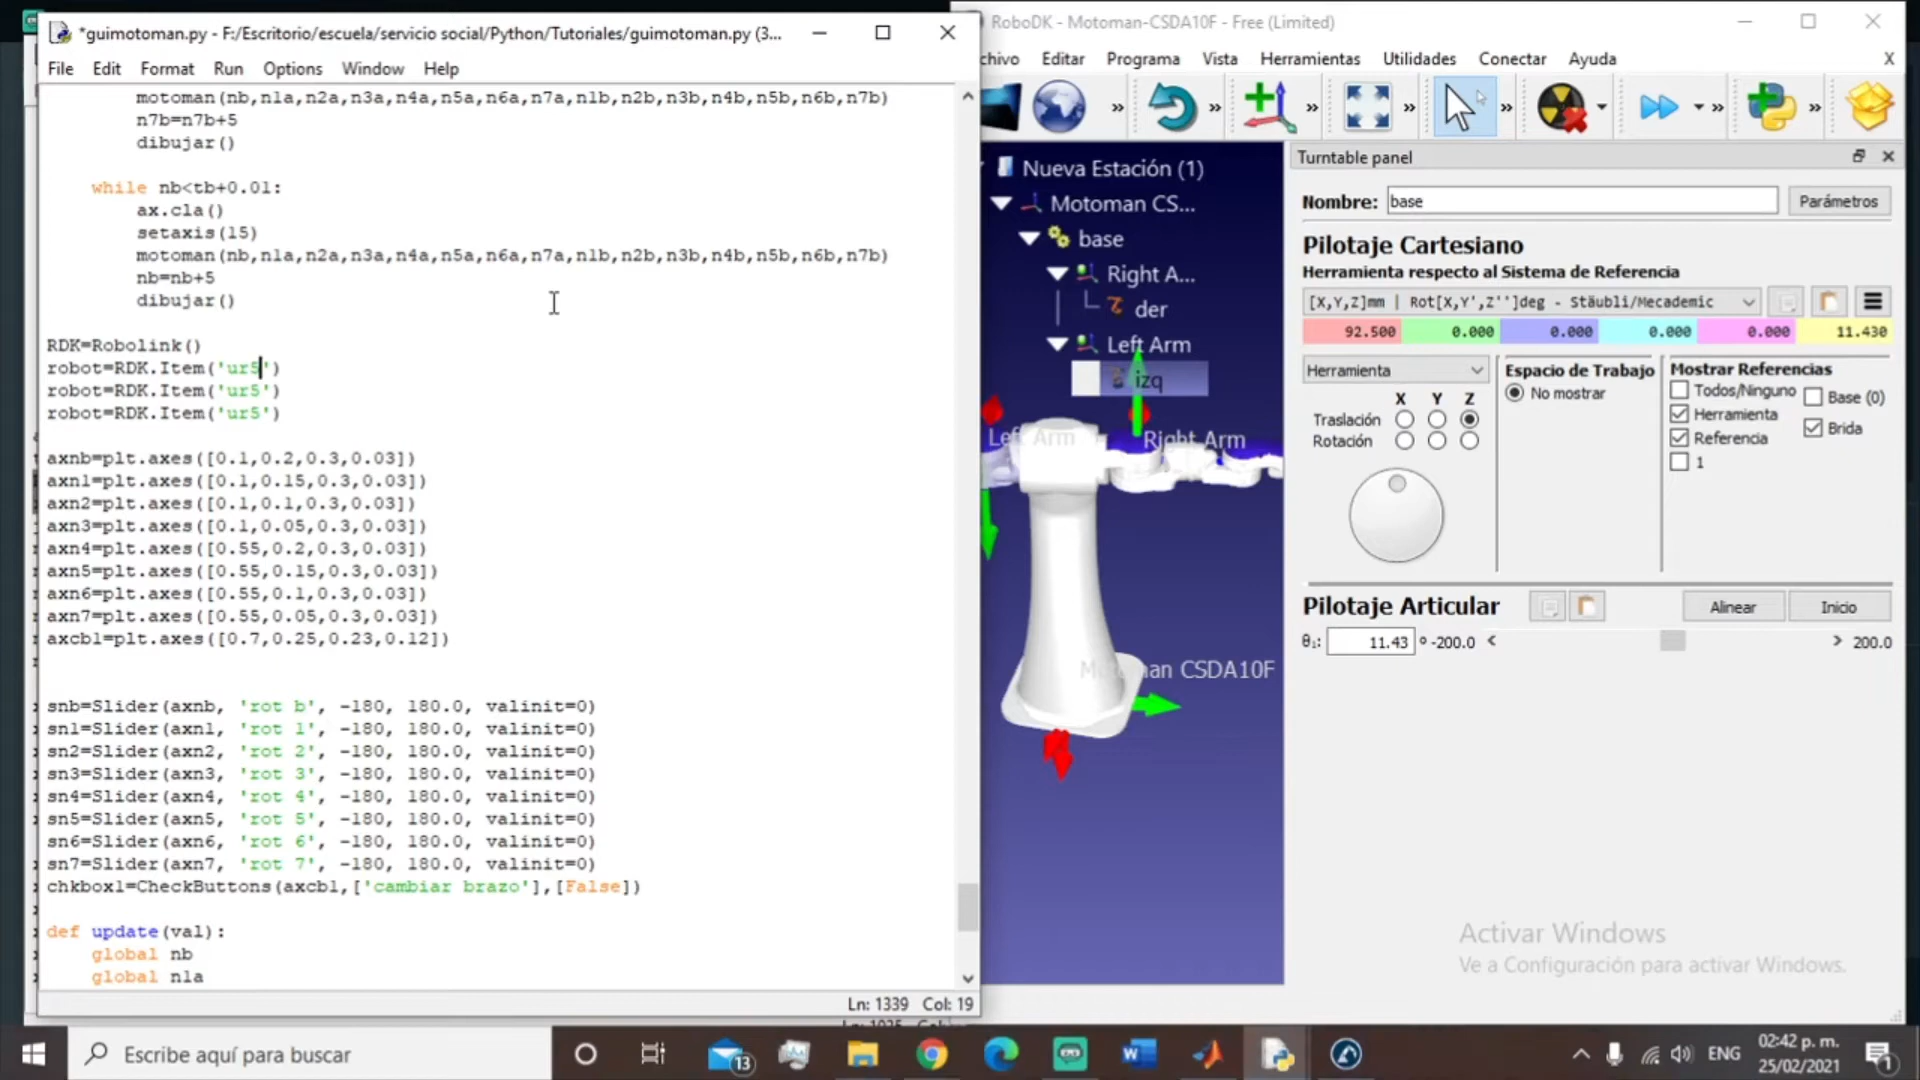 *guimotoman.py - F:/Escritorio/escuela/servicio social/Python/Tutoriales/guimotoman.py (3...
File Edit Format Run Options Window Help
motoman(nb,n1a,n2a,n3a,n4a,n5a,n6a,n7a,n1b,n2b,n3b,n4b,n5b,n6b,n7b)
n7b=n7b+5
dibujar()
while nb<tb+0.01:
ax.cla()
setaxis(15)
motoman(nb,n1a,n2a,n3a,n4a,n5a,n6a,n7a,n1b,n2b,n3b,n4b,n5b,n6b,n7b)
nb=nb+5
dibujar()
RDK=Robolink()
robot=RDK.Item('ur5')
robot=RDK.Item('ur5')
robot=RDK.Item('ur5')
axnb=plt.axes([0.1,0.2,0.3,0.03])
axn1=plt.axes([0.1,0.15,0.3,0.03])
axn2=plt.axes([0.1,0.1,0.3,0.03])
axn3=plt.axes([0.1,0.05,0.3,0.03])
axn4=plt.axes([0.55,0.2,0.3,0.03])
axn5=plt.axes([0.55,0.15,0.3,0.03])
axn6=plt.axes([0.55,0.1,0.3,0.03])
axn7=plt.axes([0.55,0.05,0.3,0.03])
axcb1=plt.axes([0.7,0.25,0.23,0.12])
snb=Slider(axnb, 'rot b', -180, 180.0, valinit=0)
sn1=Slider(axn1, 'rot 1', -180, 180.0, valinit=0)
sn2=Slider(axn2, 'rot 2', -180, 180.0, valinit=0)
sn3=Slider(axn3, 'rot 3', -180, 180.0, valinit=0)
sn4=Slider(axn4, 'rot 4', -180, 180.0, valinit=0)
sn5=Slider(axn5, 'rot 5', -180, 180.0, valinit=0)
sn6=Slider(axn6, 'rot 6', -180, 180.0, valinit=0)
sn7=Slider(axn7, 'rot 7', -180, 180.0, valinit=0)
chkbox1=CheckButtons(axcb1,['cambiar brazo'],[False])
def update(val):
global nb
global n1a
Ln: 1339 Col: 19
RoboDK - Motoman-CSDA10F - Free (Limited)
chivo Editar Programa Vista Herramientas Utilidades Conectar Ayuda X
Nueva Estación (1)
Motoman CS...
base
Right A...
der
Left Arm
izq
Left Arm Right Arm
Motoman CSDA10F
Turntable panel
Nombre: base Parámetros
Pilotaje Cartesiano
Herramienta respecto al Sistema de Referencia
[X,Y,Z]mm | Rot[X,Y',Z'']deg - Stäubli/Mecademic
92.500 0.000 0.000 0.000 0.000 11.430
Herramienta
X Y Z
Traslación
Rotación
Espacio de Trabajo
No mostrar
Mostrar Referencias
Todos/Ninguno Base (0)
Herramienta
Brida
Referencia
1
Pilotaje Articular Alinear Inicio
θ₁: 11.43 ° -200.0 < > 200.0
Activar Windows
Ve a Configuración para activar Windows.
Escribe aquí para buscar
13
ENG
02:42 p. m.
25/02/2021
1